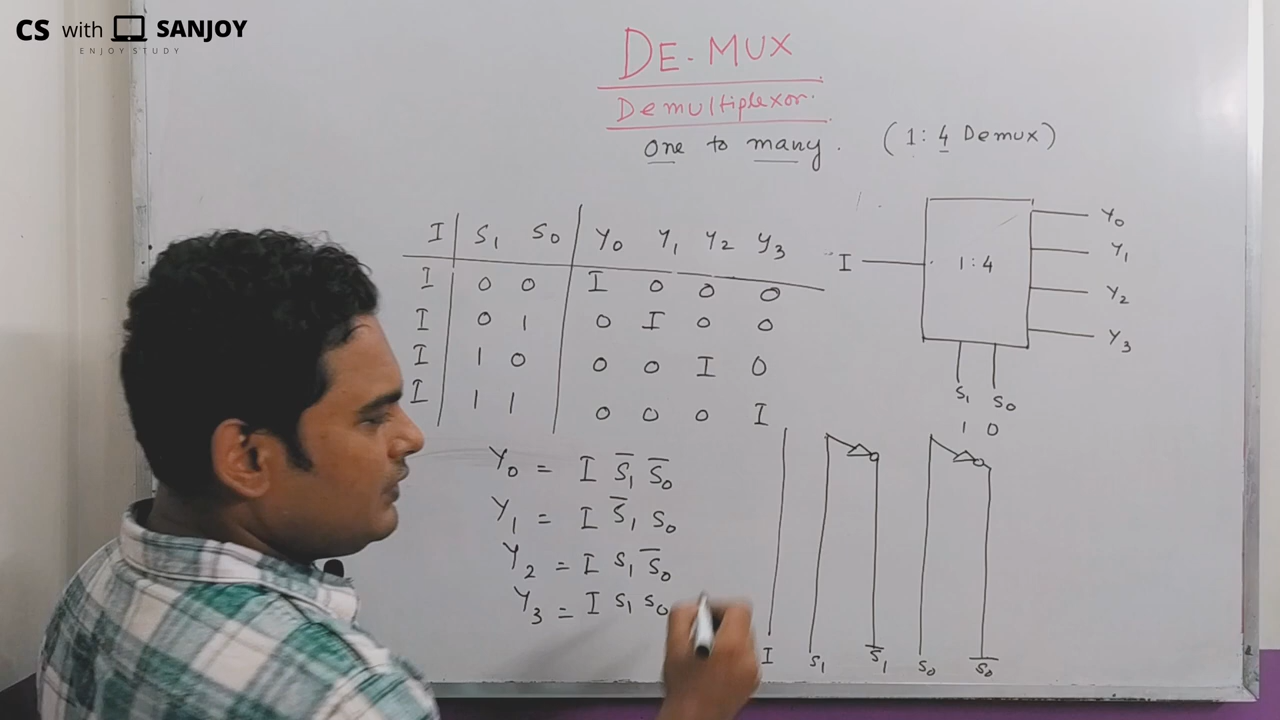 CS with SANJOY
ENJOY STUDY
DE-MUX
Demultiplexor.
one to many. (1:4 Demux)
I S₁ S₀ Y₀ Y₁ Y₂ Y₃
I 0 0 I 0 0 0
I 0 1 0 I 0 0
I 1 0 0 0 I 0
I 1 1 0 0 0 I
I 1:4 Y₀
Y₁
Y₂
Y₃
S₁ S₀
1 0
Y₀ = I S̅₁ S̅₀
Y₁ = I S̅₁ S₀
Y₂ = I S₁ S̅₀
Y₃ = I S₁ S₀
I S₁ S̅₁ S₀ S̅₀